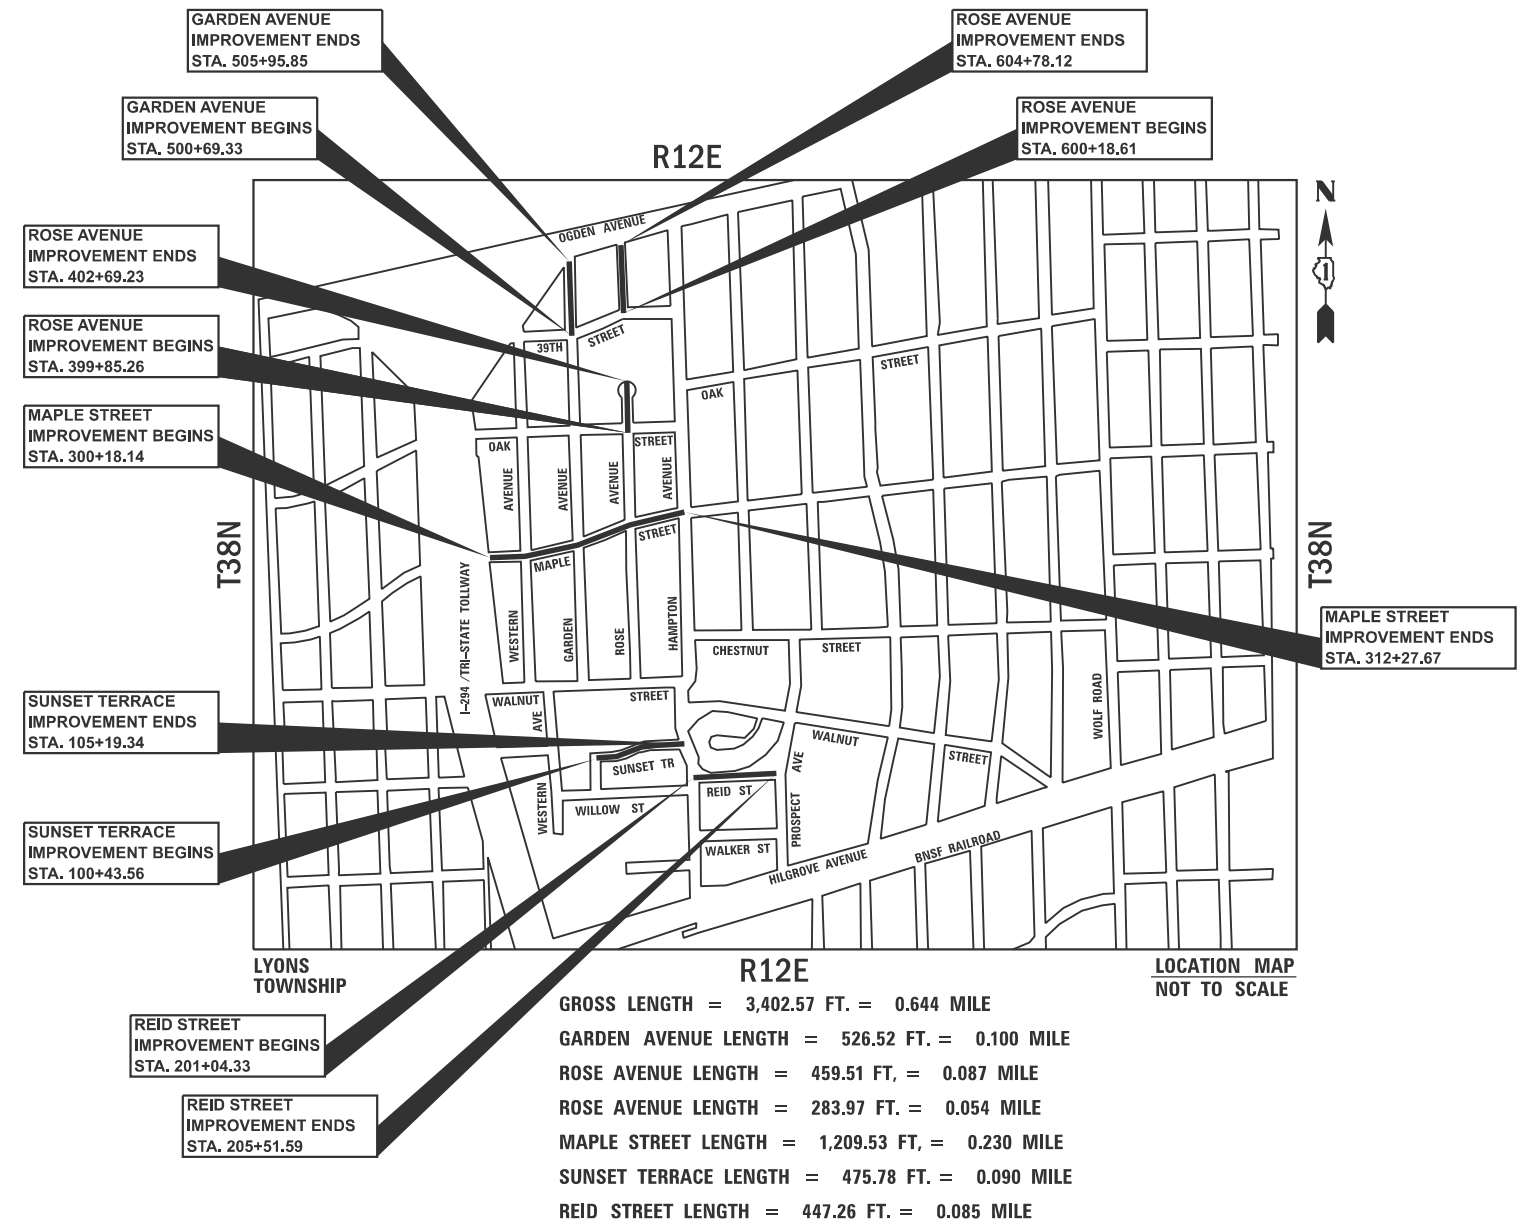 GARDEN AVENUE
IMPROVEMENT ENDS
STA. 505+95.85
ROSE AVENUE
IMPROVEMENT ENDS
STA. 604+78.12
GARDEN AVENUE
IMPROVEMENT BEGINS
STA. 500+69.33
ROSE AVENUE
IMPROVEMENT BEGINS
STA. 600+18.61
R12E
N
1
OGDEN AVENUE
ROSE AVENUE
IMPROVEMENT ENDS
STA. 402+69.23
ROSE AVENUE
IMPROVEMENT BEGINS
STA. 399+85.26
39TH STREET
STREET
OAK
MAPLE STREET
IMPROVEMENT BEGINS
STA. 300+18.14
OAK STREET
AVENUE
AVENUE
AVENUE
AVENUE
T38N
T38N
MAPLE STREET
I-294 /TRI-STATE TOLLWAY
WESTERN
GARDEN
ROSE
HAMPTON
MAPLE STREET
IMPROVEMENT ENDS
STA. 312+27.67
CHESTNUT STREET
WOLF ROAD
SUNSET TERRACE
IMPROVEMENT ENDS
STA. 105+19.34
WALNUT STREET
AVE
WALNUT STREET
SUNSET TR
AVE
REID ST
WESTERN
WILLOW ST
PROSPECT
SUNSET TERRACE
IMPROVEMENT BEGINS
STA. 100+43.56
WALKER ST
HILGROVE AVENUE
BNSF RAILROAD
LYONS
TOWNSHIP
R12E
LOCATION MAP
NOT TO SCALE
REID STREET
IMPROVEMENT BEGINS
STA. 201+04.33
REID STREET
IMPROVEMENT ENDS
STA. 205+51.59
GROSS LENGTH = 3,402.57 FT. = 0.644 MILE
GARDEN AVENUE LENGTH = 526.52 FT. = 0.100 MILE
ROSE AVENUE LENGTH = 459.51 FT, = 0.087 MILE
ROSE AVENUE LENGTH = 283.97 FT. = 0.054 MILE
MAPLE STREET LENGTH = 1,209.53 FT, = 0.230 MILE
SUNSET TERRACE LENGTH = 475.78 FT. = 0.090 MILE
REID STREET LENGTH = 447.26 FT. = 0.085 MILE